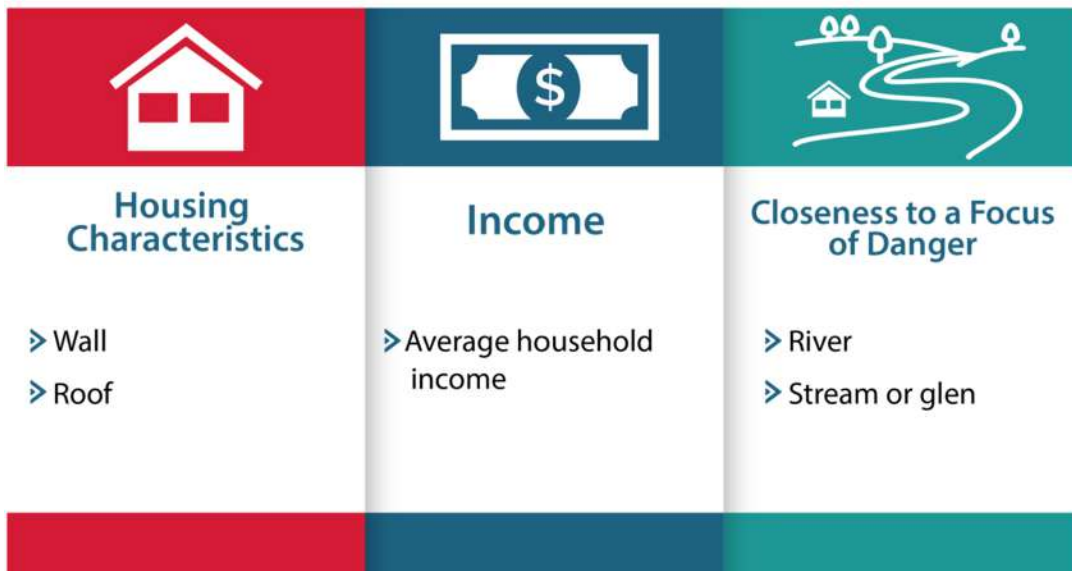 $
Housing
Characteristics
Wall
Roof
Income
Average household
income
Closeness to a Focus
of Danger
River
Stream or glen